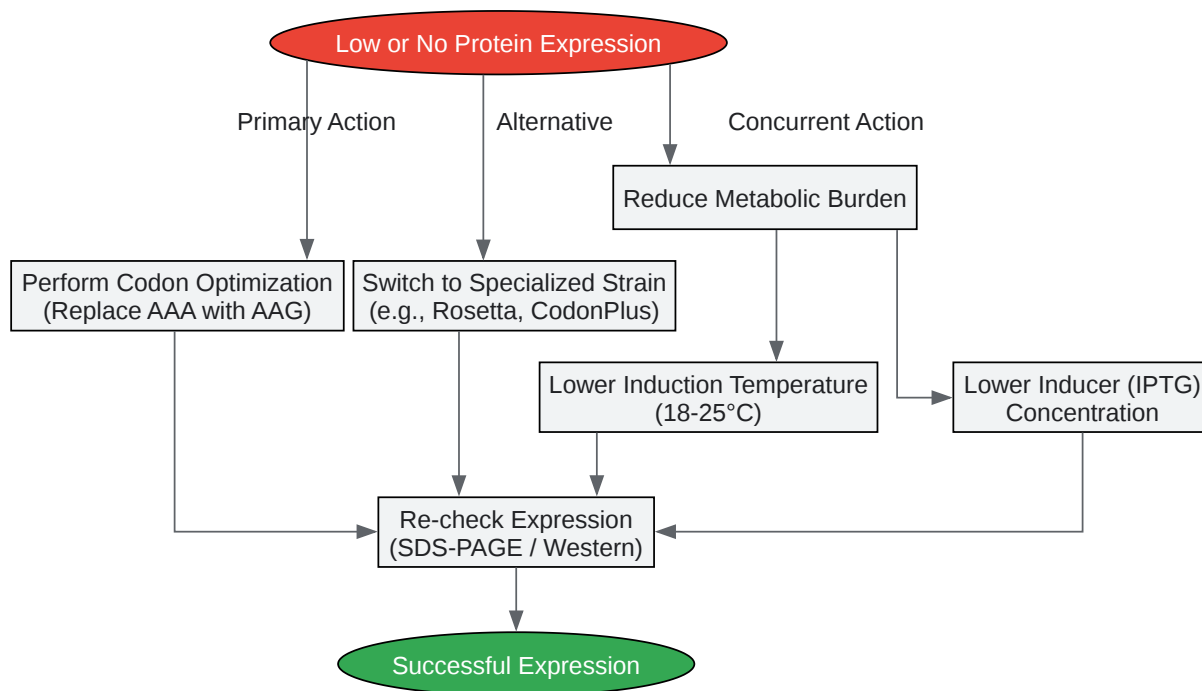 Low or No Protein Expression
Primary Action
Alternative
Concurrent Action
Reduce Metabolic Burden
Perform Codon Optimization
(Replace AAA with AAG)
Switch to Specialized Strain
(e.g., Rosetta, CodonPlus)
Lower Induction Temperature
(18-25°C)
Lower Inducer (IPTG)
Concentration
Re-check Expression
(SDS-PAGE / Western)
Successful Expression